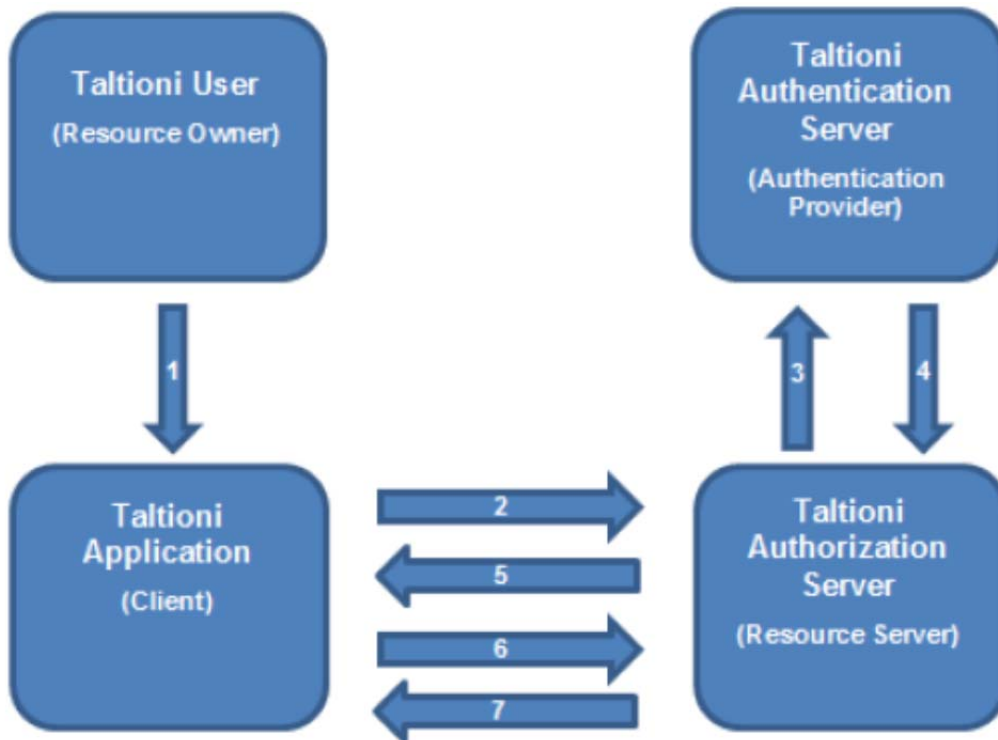 Taltioni User
(Resource Owner)
Taltioni
Authentication
Server
(Authentication
Provider)
1
3
4
Taltioni
Application
(Client)
2
5
6
7
Taltioni
Authorization
Server
(Resource Server)